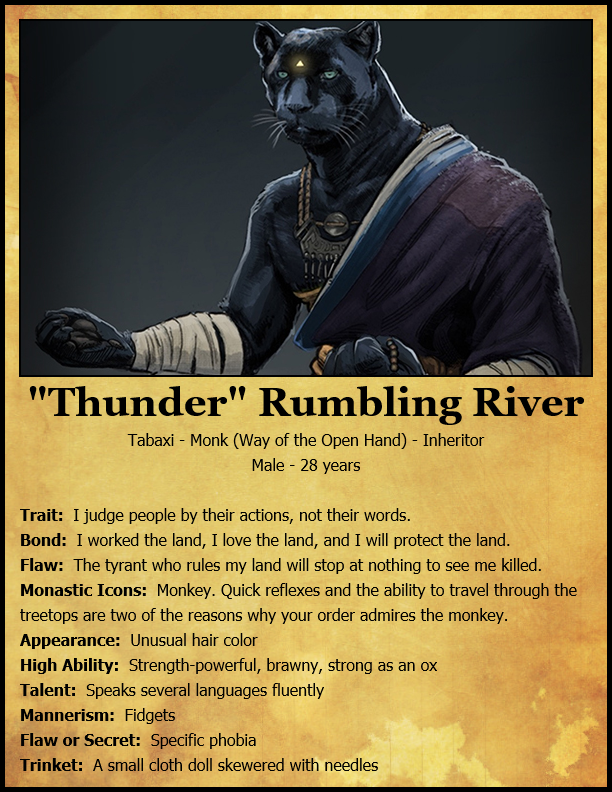 "Thunder" Rumbling River
Tabaxi - Monk (Way of the Open Hand) - Inheritor
Male - 28 years
Trait: I judge people by their actions, not their words.
Bond: I worked the land, I love the land, and I will protect the land.
Flaw: The tyrant who rules my land will stop at nothing to see me killed.
Monastic Icons: Monkey. Quick reflexes and the ability to travel through the
treetops are two of the reasons why your order admires the monkey.
Appearance: Unusual hair color
High Ability: Strength-powerful, brawny, strong as an ox
Talent: Speaks several languages fluently
Mannerism: Fidgets
Flaw or Secret: Specific phobia
Trinket: A small cloth doll skewered with needles